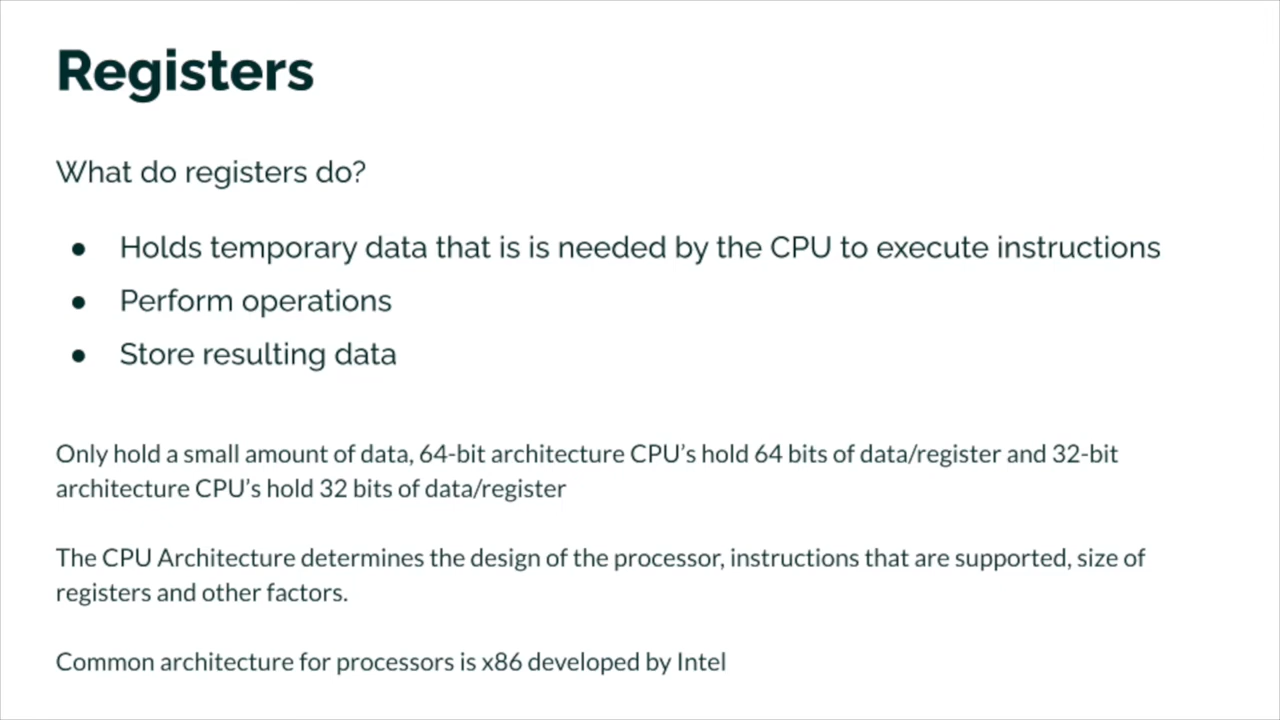 Registers
What do registers do?
● Holds temporary data that is is needed by the CPU to execute instructions
● Perform operations
● Store resulting data
Only hold a small amount of data, 64-bit architecture CPU’s hold 64 bits of data/register and 32-bit
architecture CPU’s hold 32 bits of data/register
The CPU Architecture determines the design of the processor, instructions that are supported, size of
registers and other factors.
Common architecture for processors is x86 developed by Intel